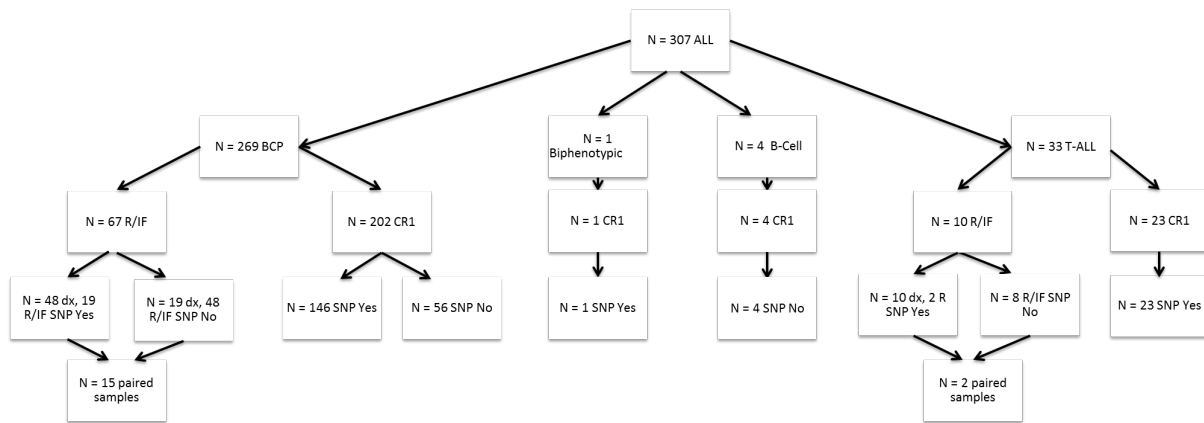 N = 307 ALL
N = 269 BCP
N = 1
Biphenotypic
N = 4 B-Cell
N = 33 T-ALL
N = 67 R/IF
N = 202 CR1
N = 1 CR1
N = 4 CR1
N = 10 R/IF
N = 23 CR1
N = 48 dx, 19
R/IF SNP Yes
N = 19 dx, 48
R/IF SNP No
N = 146 SNP Yes
N = 56 SNP No
N = 1 SNP Yes
N = 4 SNP No
N = 10 dx, 2 R
SNP Yes
N = 8 R/IF SNP
No
N = 23 SNP Yes
N = 15 paired
samples
N = 2 paired
samples